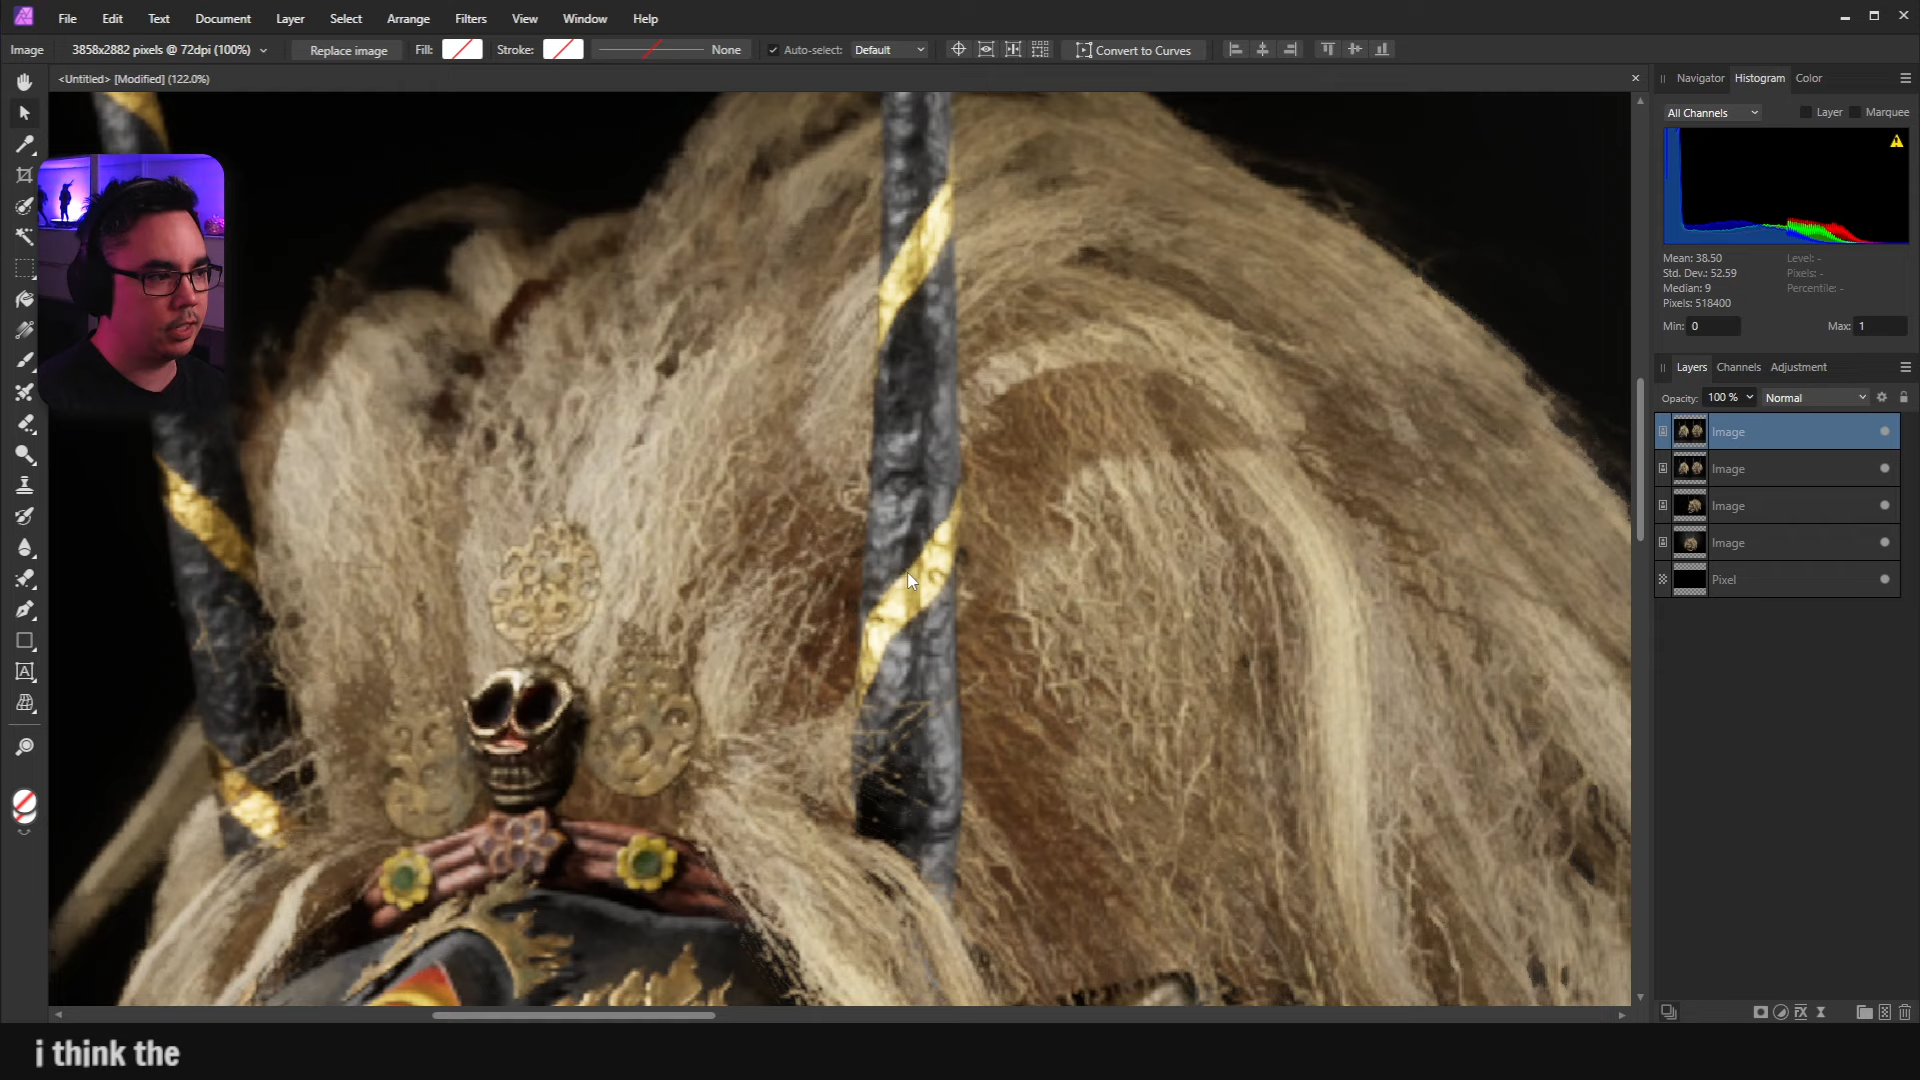 File Edit Text Document Layer Select Arrange Filters View Window Help
Image 3858x2882 pixels @ 72dpi (100%) Replace image Fill: Stroke: None Auto-select: Default Convert to Curves
<Untitled> [Modified] (122.0%)
Navigator Histogram Color
All Channels Layer Marquee
Mean: 38.50 Level: -
Std. Dev.: 52.59 Pixels: -
Median: 9 Percentile: -
Pixels: 518400
Min: 0 Max: 1
Layers Channels Adjustment
Opacity: 100 % Normal
Image
Image
Image
Image
Pixel
i think the